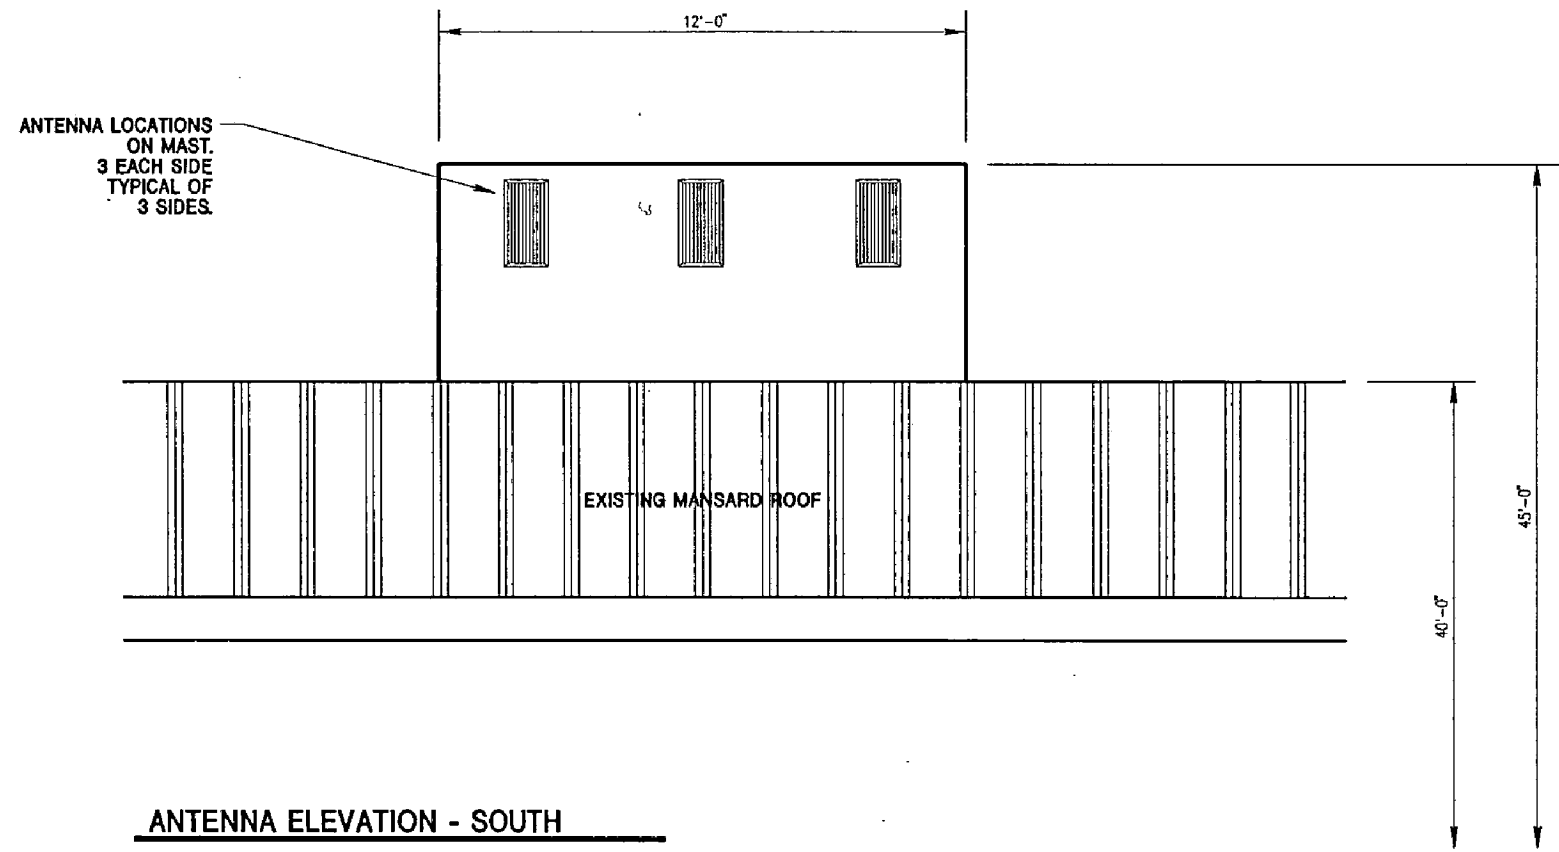 12'-0"
ANTENNA LOCATIONS
ON MAST.
3 EACH SIDE
TYPICAL OF
3 SIDES.
EXISTING MANSARD ROOF
45'-0"
40'-0"
ANTENNA ELEVATION - SOUTH